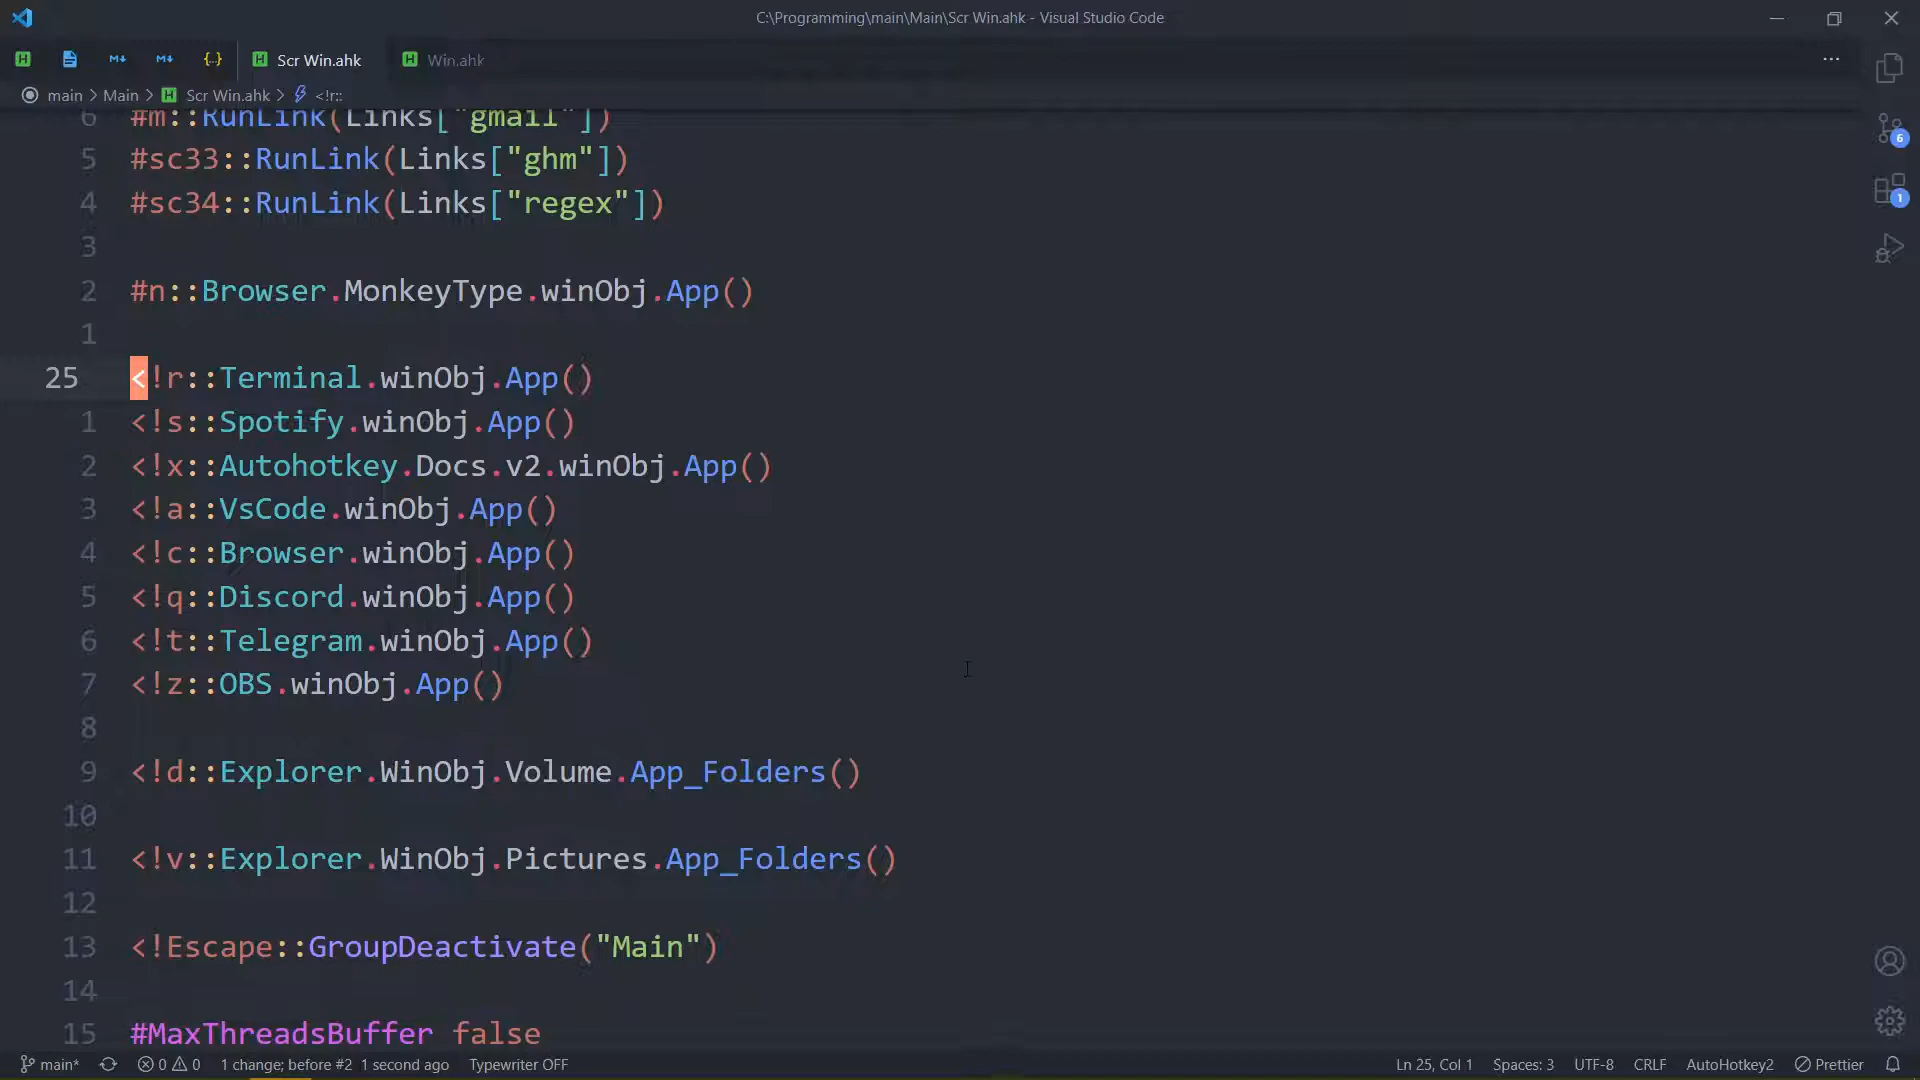 C:\Programming\main\Main\Scr Win.ahk - Visual Studio Code
Scr Win.ahk
Win.ahk
main > Main > Scr Win.ahk > <!r::
6 #m::RunLink(Links["gmail"])
5 #sc33::RunLink(Links["ghm"])
4 #sc34::RunLink(Links["regex"])
3
2 #n::Browser.MonkeyType.winObj.App()
1
25 <!r::Terminal.winObj.App()
1 <!s::Spotify.winObj.App()
2 <!x::Autohotkey.Docs.v2.winObj.App()
3 <!a::VsCode.winObj.App()
4 <!c::Browser.winObj.App()
5 <!q::Discord.winObj.App()
6 <!t::Telegram.winObj.App()
7 <!z::OBS.winObj.App()
8
9 <!d::Explorer.WinObj.Volume.App_Folders()
10
11 <!v::Explorer.WinObj.Pictures.App_Folders()
12
13 <!Escape::GroupDeactivate("Main")
14
15 #MaxThreadsBuffer false
6
1
main* 0 0 1 change; before #2 1 second ago Typewriter OFF Ln 25, Col 1 Spaces: 3 UTF-8 CRLF AutoHotkey2 Prettier